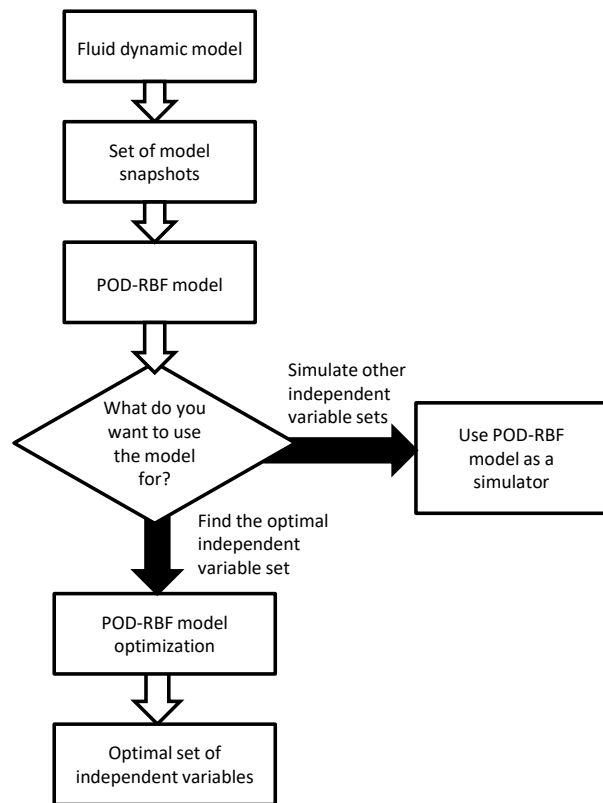 Fluid dynamic model
Set of model
snapshots
POD-RBF model
What do you
want to use
the model
for?
Simulate other
independent
variable sets
Use POD-RBF
model as a
simulator
Find the optimal
independent
variable set
POD-RBF model
optimization
Optimal set of
independent variables